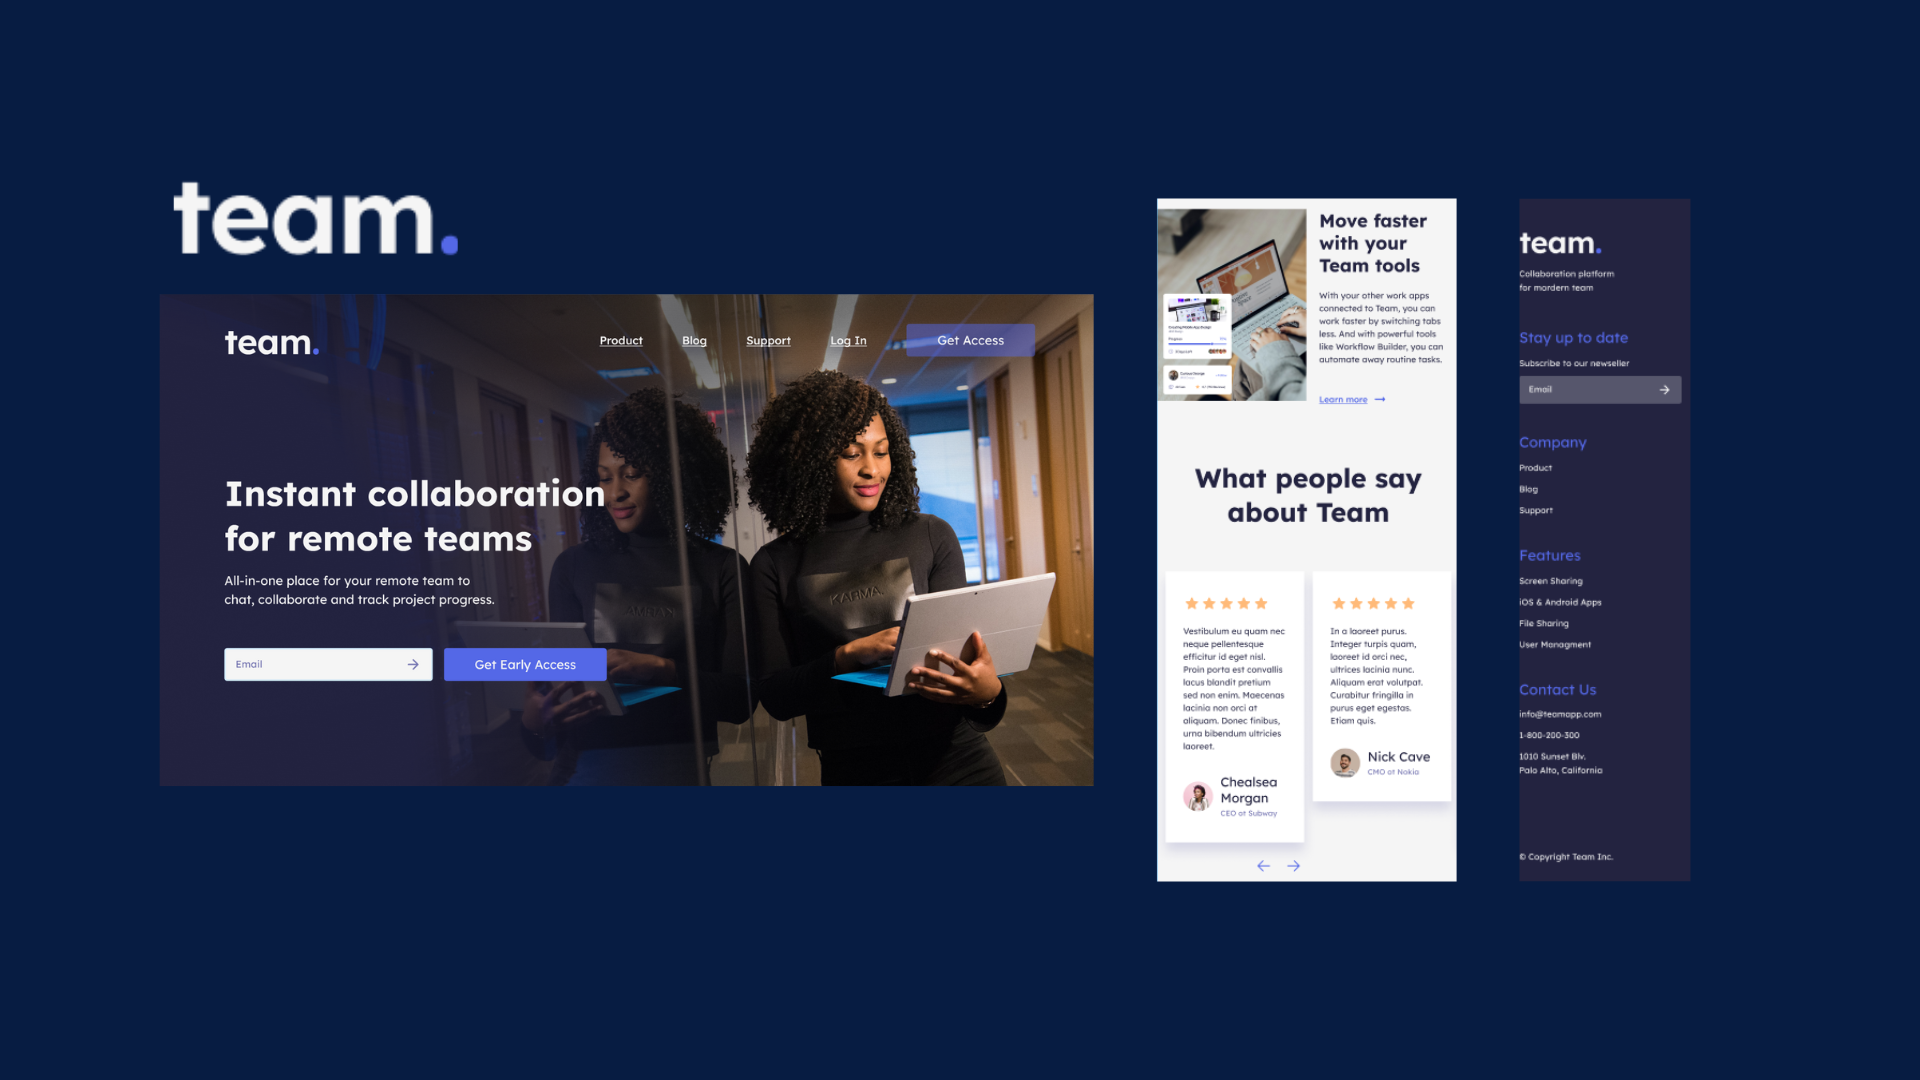 team.
team.
Product Blog Support Log In Get Access
Instant collaboration
for remote teams
All-in-one place for your remote team to
chat, collaborate and track project progress.
Email
Get Early Access
KARMA.
Move faster
with your
Team tools
With your other work apps
connected to Team, you can
work faster by switching tabs
less. And with powerful tools
like Workflow Builder, you can
automate away routine tasks.
Learn more
What people say
about Team
Vestibulum eu quam nec
neque pellentesque
efficitur id eget nisl.
Proin porta est convallis
lacus blandit pretium
sed non enim. Maecenas
lacinia non orci at
aliquam. Donec finibus,
urna bibendum ultricies
laoreet.
Chealsea
Morgan
CEO at Subway
In a laoreet purus.
Integer turpis quam,
laoreet id orci nec,
ultrices lacinia nunc.
Aliquam erat volutpat.
Curabitur fringilla in
purus eget egestas.
Etiam quis.
Nick Cave
CMO at Nokia
team.
Collaboration platform
for mardern team
Stay up to date
Subscribe to our newseller
Email
Company
Product
Blog
Support
Features
Screen Sharing
iOS & Android Apps
File Sharing
User Managment
Contact Us
info@teamapp.com
1-800-200-300
1010 Sunset Blv.
Palo Alto, California
© Copyright Team Inc.